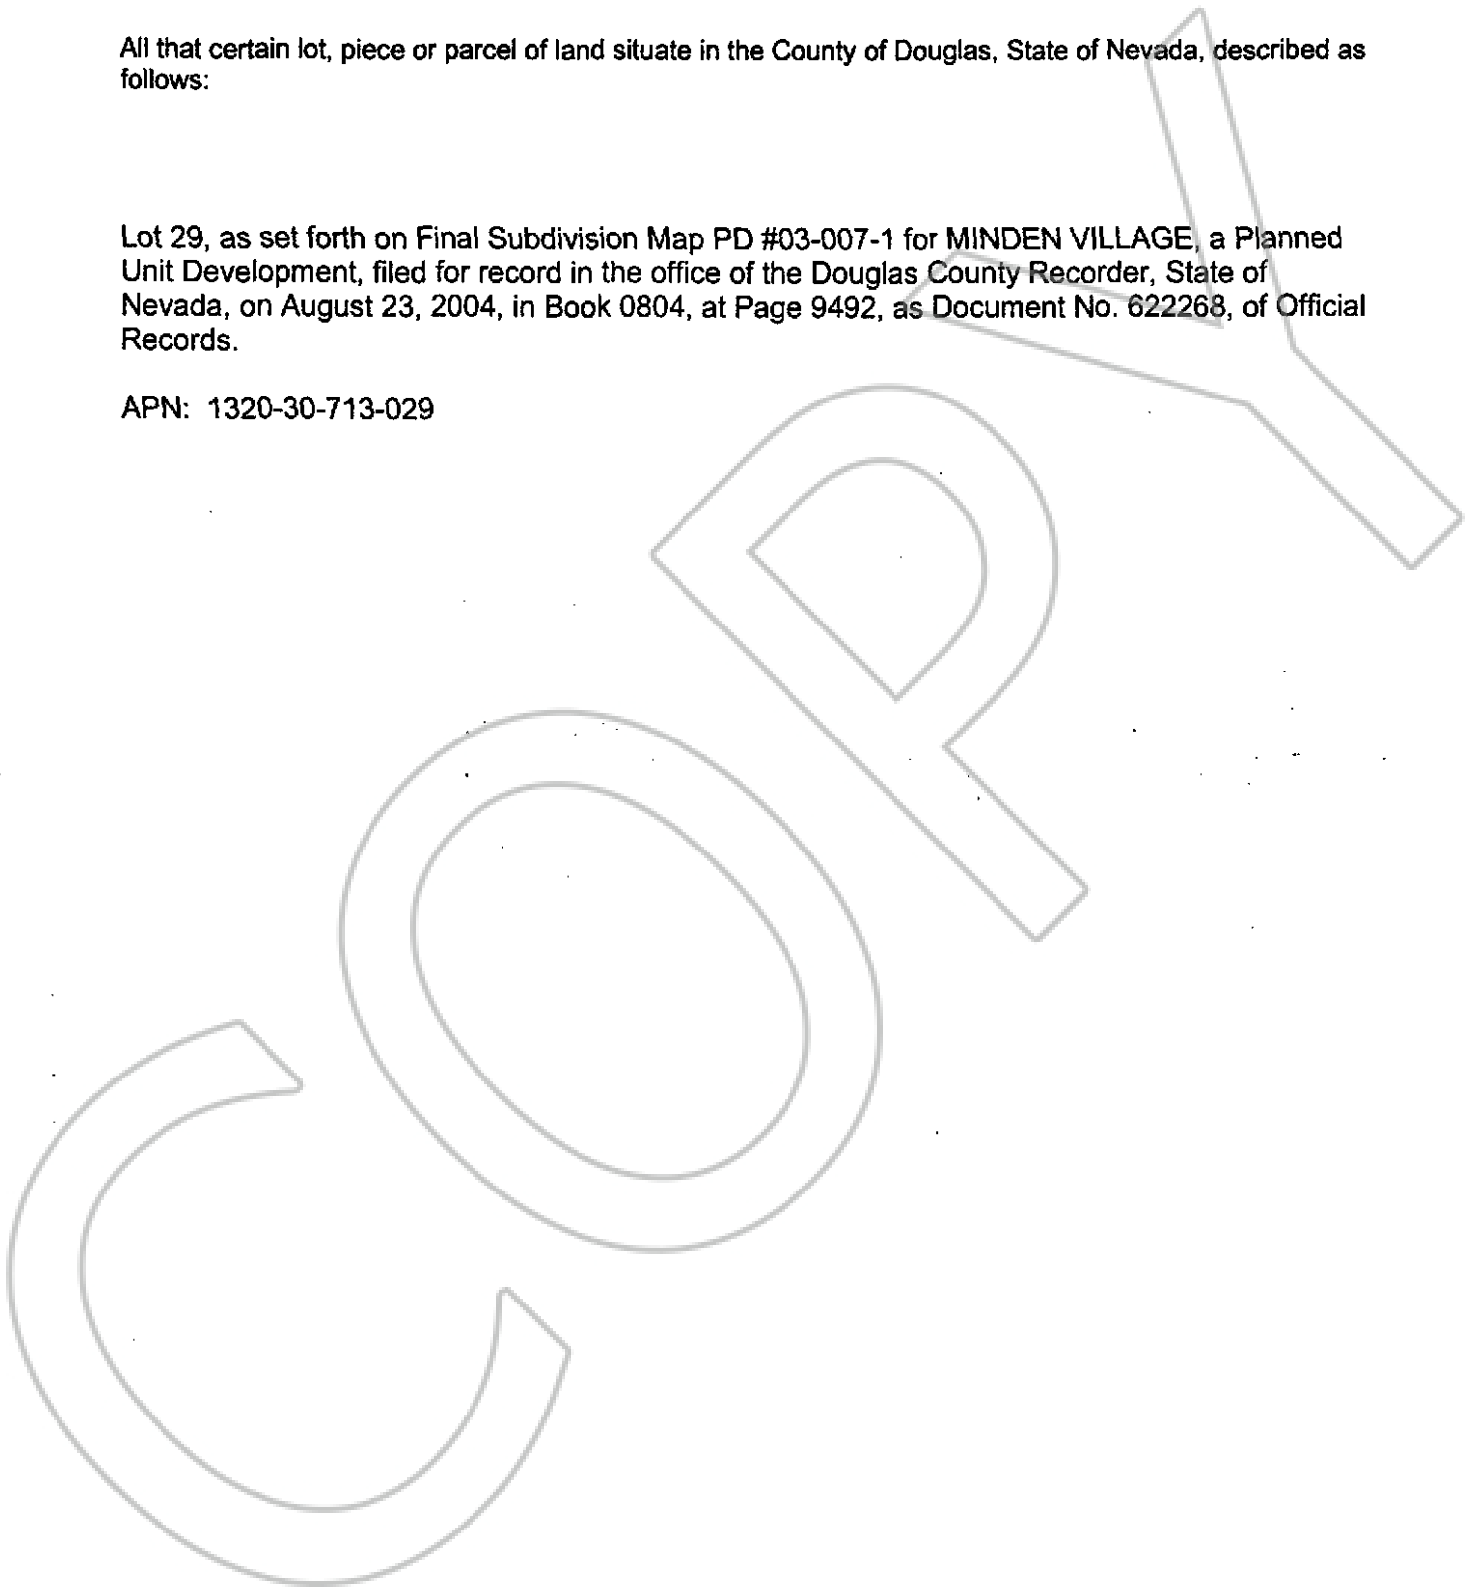 All that certain lot, piece or parcel of land situate in the County of Douglas, State of Nevada, described as
follows:
Lot 29, as set forth on Final Subdivision Map PD #03-007-1 for MINDEN VILLAGE, a Planned
Unit Development, filed for record in the office of the Douglas County Recorder, State of
Nevada, on August 23, 2004, in Book 0804, at Page 9492, as Document No. 622268, of Official
Records.
APN: 1320-30-713-029
COPY